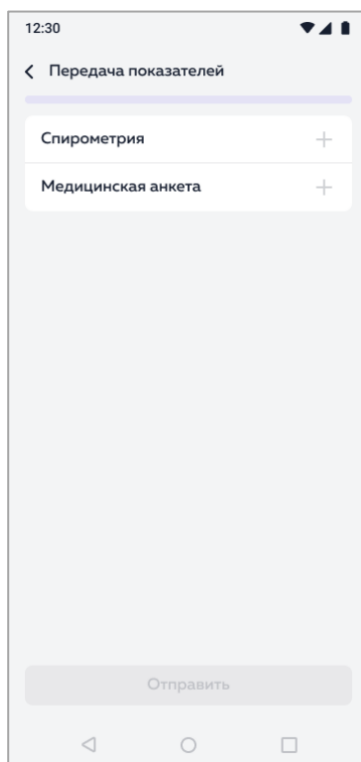 12:30
Передача показателей
Спирометрия
Медицинская анкета
Отправить